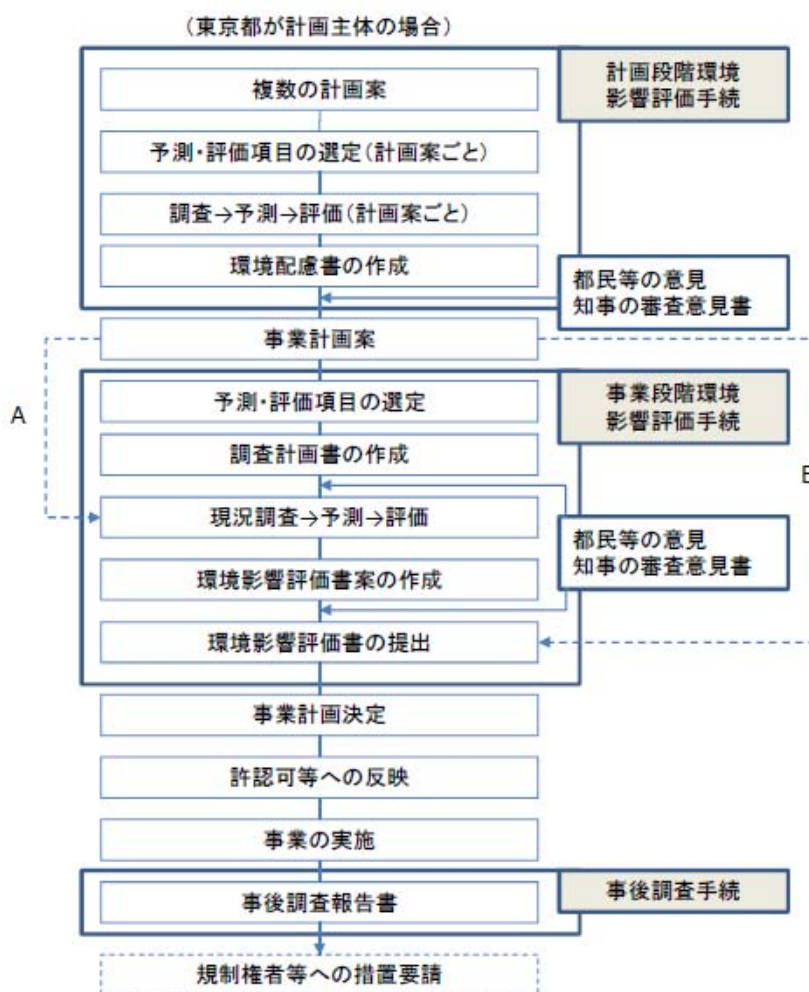 (東京都が計画主体の場合)
計画段階環境
影響評価手続
複数の計画案
予測・評価項目の選定(計画案ごと)
調査→予測→評価(計画案ごと)
環境配慮書の作成
都民等の意見
知事の審査意見書
事業計画案
事業段階環境
影響評価手続
予測・評価項目の選定
A
調査計画書の作成
B
現況調査→予測→評価
都民等の意見
知事の審査意見書
環境影響評価書案の作成
環境影響評価書の提出
事業計画決定
許認可等への反映
事業の実施
事後調査手続
事後調査報告書
規制権者等への措置要請